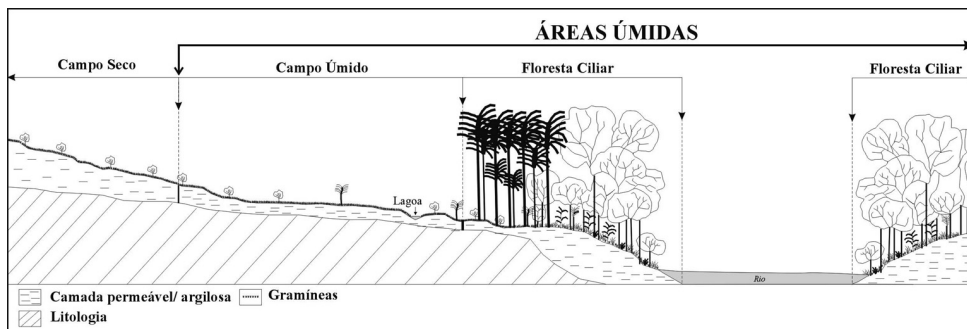 ÁREAS ÚMIDAS
Campo Seco
Campo Úmido
Floresta Ciliar
Floresta Ciliar
Lagoa
Rio
Camada permeável/ argilosa
Gramíneas
Litologia